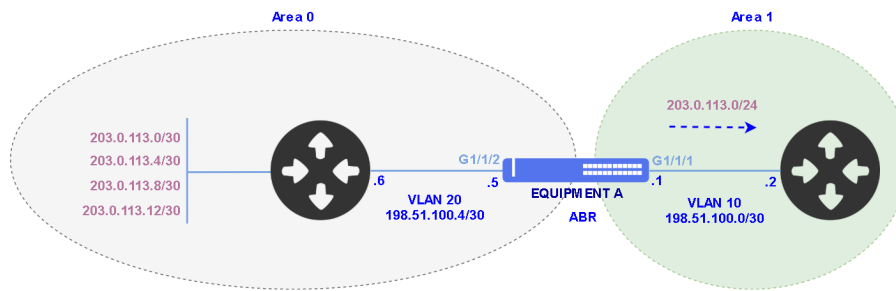 Area 0
Area 1
203.0.113.0/24
203.0.113.0/30
203.0.113.4/30
203.0.113.8/30
203.0.113.12/30
G1/1/2
G1/1/1
.6
.5
.1
.2
EQUIPMENT A
VLAN 20
198.51.100.4/30
ABR
VLAN 10
198.51.100.0/30